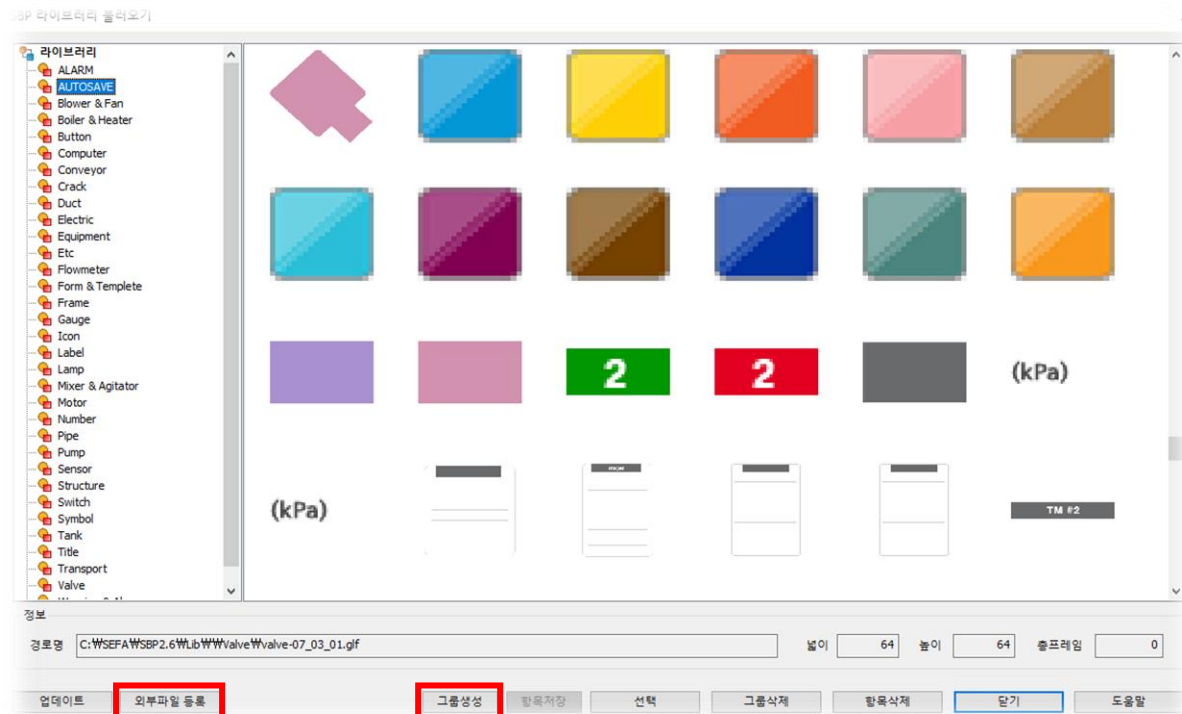 SBP 라이브러리 불러오기
라이브러리
ALARM
AUTOSAVE
Blower & Fan
Boiler & Heater
Button
Computer
Conveyor
Crack
Duct
Electric
Equipment
Etc
Flowmeter
Form & Templete
Frame
Gauge
Icon
Label
Lamp
Mixer & Agitator
Motor
Number
Pipe
Pump
Sensor
Structure
Switch
Symbol
Tank
Title
Transport
Valve
2 2 (kPa)
(kPa) TM #2
정보
경로명 C:₩SEFA₩SBP2.6₩Lib₩₩Valve₩valve-07_03_01.glf 넓이 64 높이 64 총프레임 0
업데이트 외부파일 등록 그룹생성 항목저장 선택 그룹삭제 항목삭제 닫기 도움말